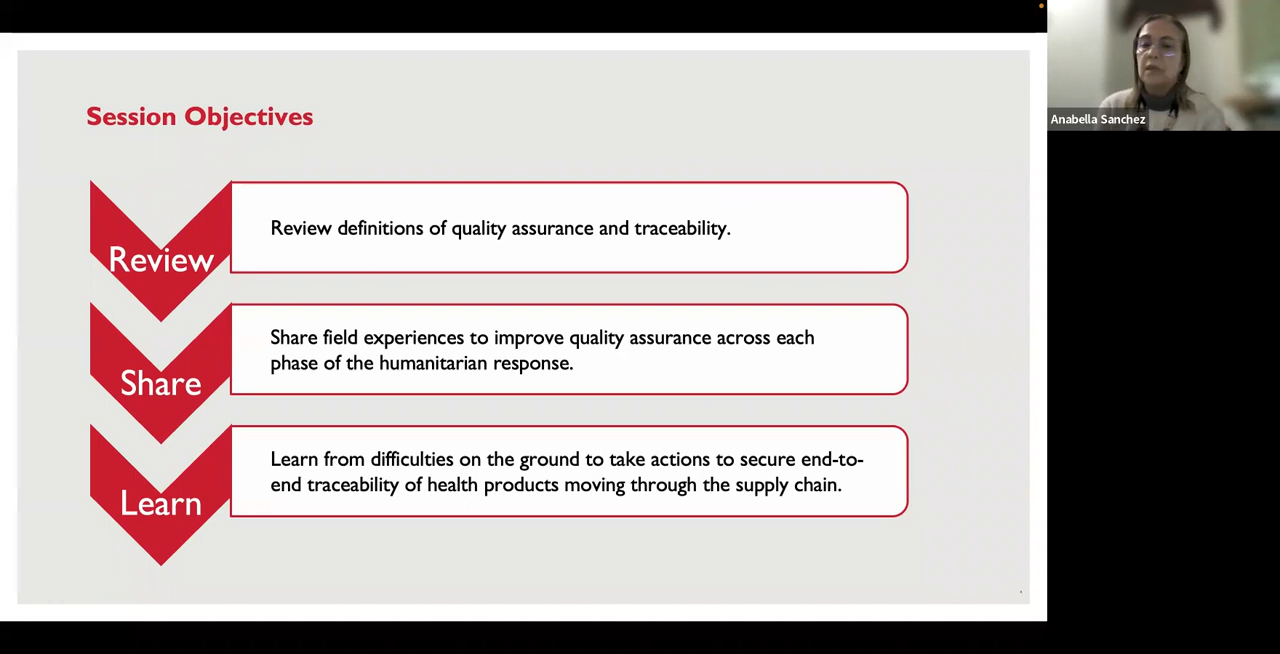 Session Objectives
Review
Review definitions of quality assurance and traceability.
Share
Share field experiences to improve quality assurance across each
phase of the humanitarian response.
Learn
Learn from difficulties on the ground to take actions to secure end-to-
end traceability of health products moving through the supply chain.
Anabella Sanchez